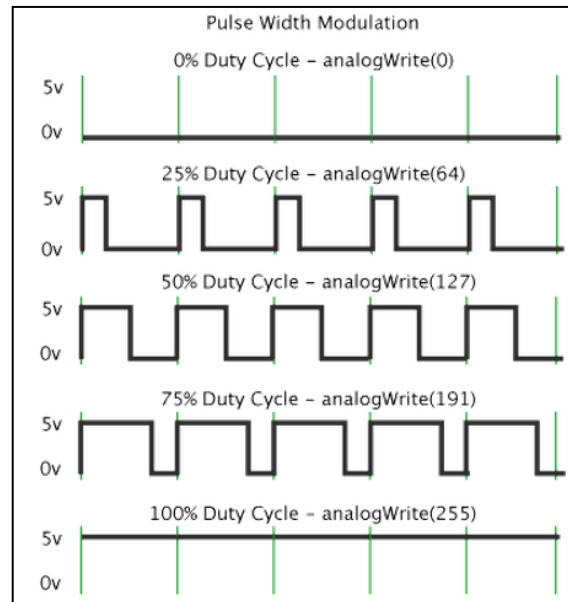 Pulse Width Modulation
0% Duty Cycle – analogWrite(0)
5v
0v
25% Duty Cycle – analogWrite(64)
5v
0v
50% Duty Cycle – analogWrite(127)
5v
0v
75% Duty Cycle – analogWrite(191)
5v
0v
100% Duty Cycle – analogWrite(255)
5v
0v